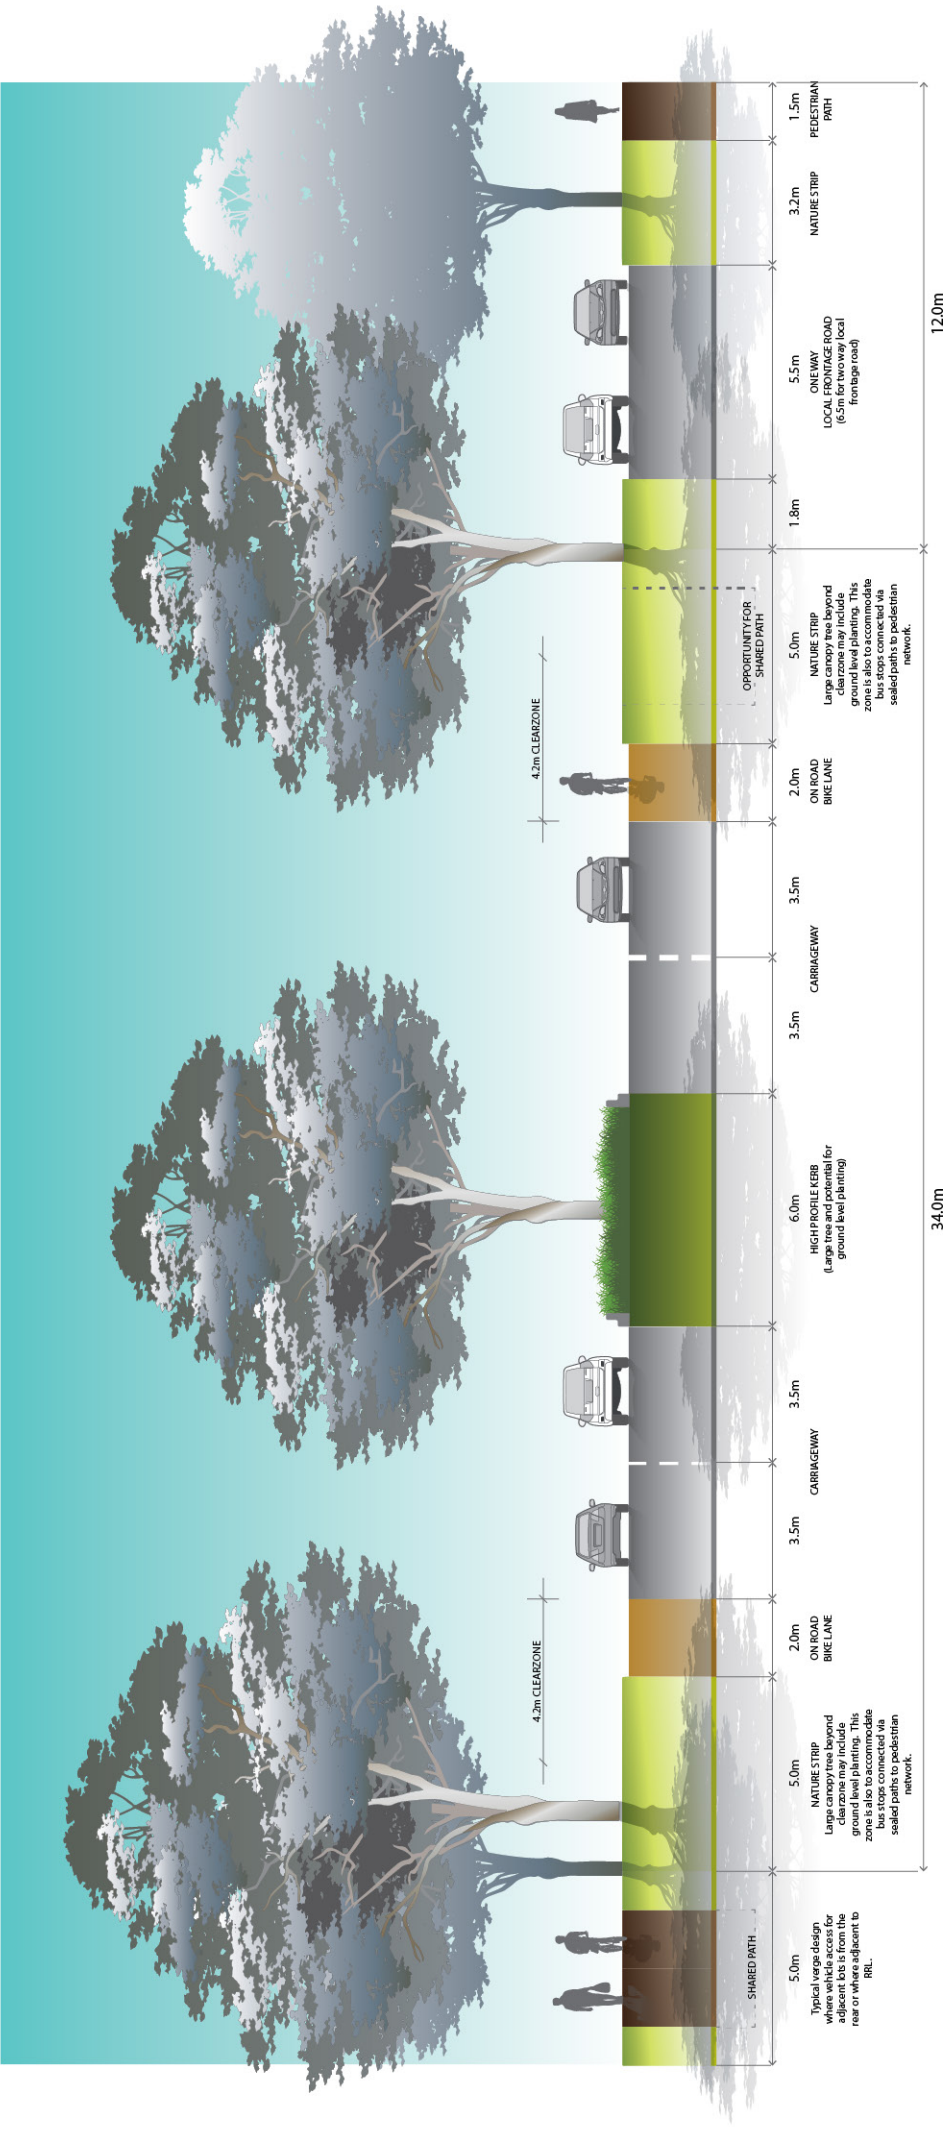 4.2m CLEARZONE
4.2m CLEARZONE
SHARED PATH
OPPORTUNITY FOR
SHARED PATH
5.0m
Typical verge design
where vehicle access for
adjacent lots is from the
rear or where adjacent to
RRL.
5.0m
NATURE STRIP
Large canopy tree beyond
clearzone may include
ground level planting. This
zone is also to accommodate
bus stops connected via
sealed paths to pedestrian
network.
2.0m
ON ROAD
BIKE LANE
3.5m
CARRIAGEWAY
3.5m
6.0m
HIGH PROFILE KERB
(Large tree and potential for
ground level planting)
3.5m
CARRIAGEWAY
3.5m
2.0m
ON ROAD
BIKE LANE
5.0m
NATURE STRIP
Large canopy tree beyond
clearzone may include
ground level planting. This
zone is also to accommodate
bus stops connected via
sealed paths to pedestrian
network.
1.8m
5.5m
ONE WAY
LOCAL FRONTAGE ROAD
(6.5m for two way local
frontage road)
3.2m
NATURE STRIP
1.5m
PEDESTRIAN
PATH
34.0m
12.0m